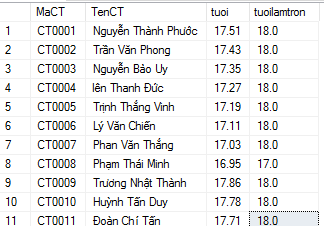 MaCT TenCT tuoi tuoilamtron
1 CT0001 Nguyễn Thành Phước 17.51 18.0
2 CT0002 Trần Văn Phong 17.43 18.0
3 CT0003 Nguyễn Bảo Uy 17.35 18.0
4 CT0004 lên Thanh Đức 17.27 18.0
5 CT0005 Trịnh Thắng Vinh 17.19 18.0
6 CT0006 Lý Văn Chiến 17.11 18.0
7 CT0007 Phan Văn Thắng 17.03 18.0
8 CT0008 Phạm Thái Minh 16.95 17.0
9 CT0009 Trương Nhật Thành 17.86 18.0
10 CT0010 Huỳnh Tấn Duy 17.78 18.0
11 CT0011 Đoàn Chí Tấn 17.71 18.0